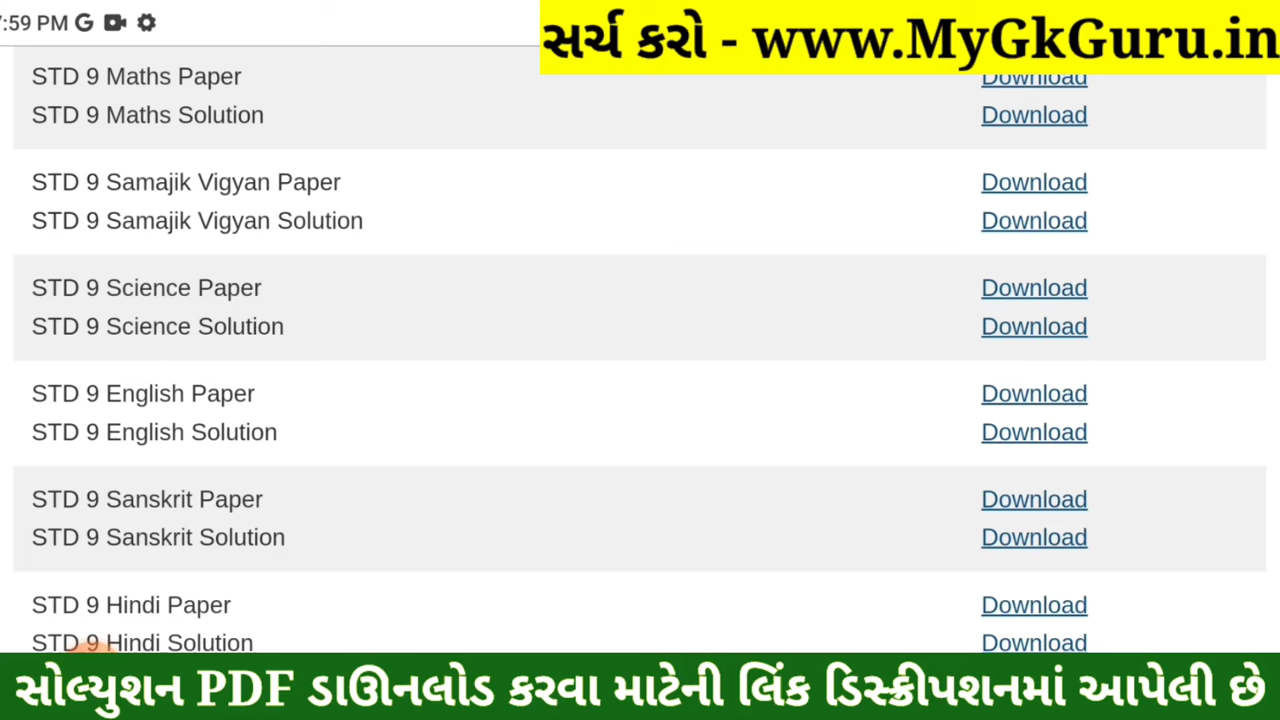 :59 PM G
સર્ચ કરો - www.MyGkGuru.in
STD 9 Maths Paper Download
STD 9 Maths Solution Download
STD 9 Samajik Vigyan Paper Download
STD 9 Samajik Vigyan Solution Download
STD 9 Science Paper Download
STD 9 Science Solution Download
STD 9 English Paper Download
STD 9 English Solution Download
STD 9 Sanskrit Paper Download
STD 9 Sanskrit Solution Download
STD 9 Hindi Paper Download
STD 9 Hindi Solution Download
સોલ્યુશન PDF ડાઊનલોડ કરવા માટેની લિંક ડિસ્ક્રીપશનમાં આપેલી છે